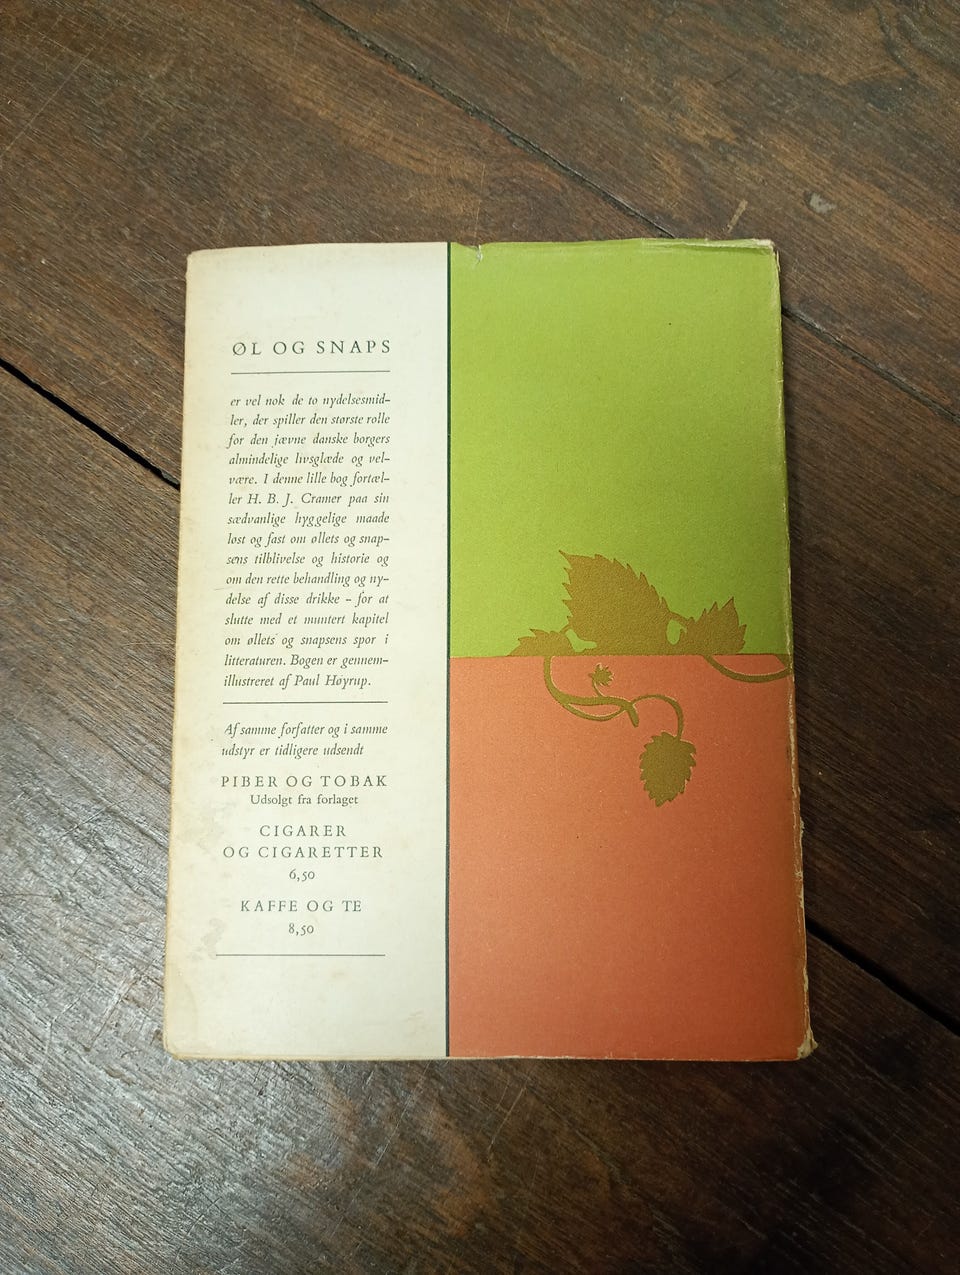 ØL OG SNAPS
er vel nok de to nydelsesmid-
ler, der spiller den største rolle
for den jævne danske borgers
almindelige livsglæde og vel-
være. I denne lille bog fortæl-
ler H. B. J. Cramer paa sin
sædvanlige hyggelige maade
løst og fast om øllets og snap-
sens tilblivelse og historie og
om den rette behandling og ny-
delse af disse drikke – for at
slutte med et muntert kapitel
om øllets og snapsens spor i
litteraturen. Bogen er gennem-
illustreret af Paul Høyrup.
Af samme forfatter og i samme
udstyr er tidligere udsendt
PIBER OG TOBAK
Udsolgt fra forlaget
CIGARER
OG CIGARETTER
6,50
KAFFE OG TE
8,50